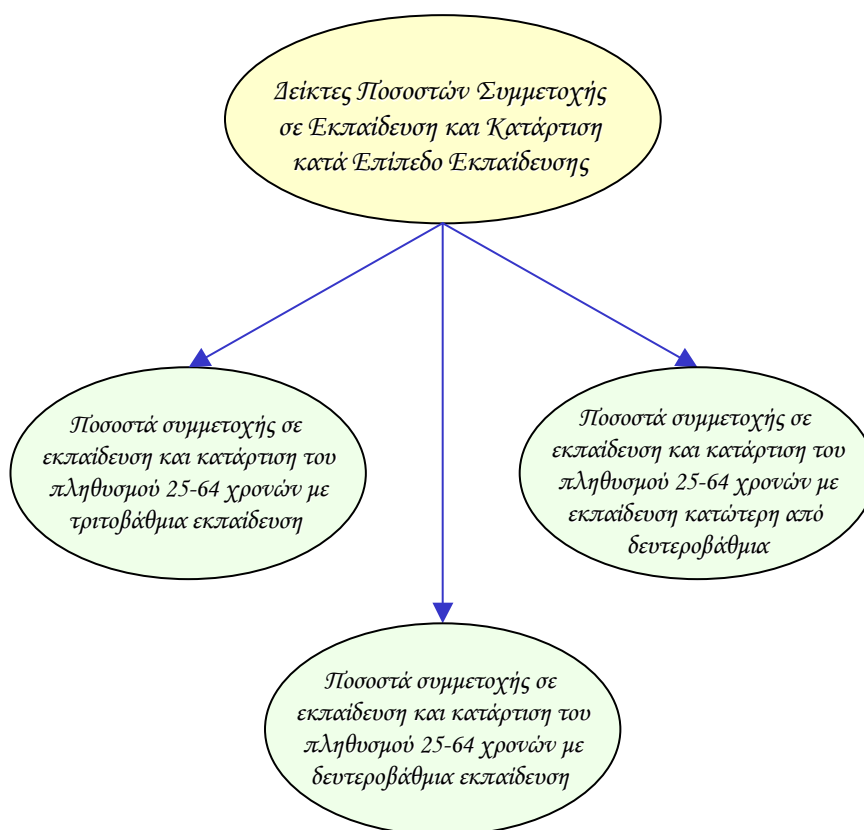 Δείκτες Ποσοστών Συμμετοχής
σε Εκπαίδευση και Κατάρτιση
κατά Επίπεδο Εκπαίδευσης
Ποσοστά συμμετοχής σε
εκπαίδευση και κατάρτιση του
πληθυσμού 25-64 χρονών με
τριτοβάθμια εκπαίδευση
Ποσοστά συμμετοχής σε
εκπαίδευση και κατάρτιση του
πληθυσμού 25-64 χρονών με
εκπαίδευση κατώτερη από
δευτεροβάθμια
Ποσοστά συμμετοχής σε
εκπαίδευση και κατάρτιση του
πληθυσμού 25-64 χρονών με
δευτεροβάθμια εκπαίδευση